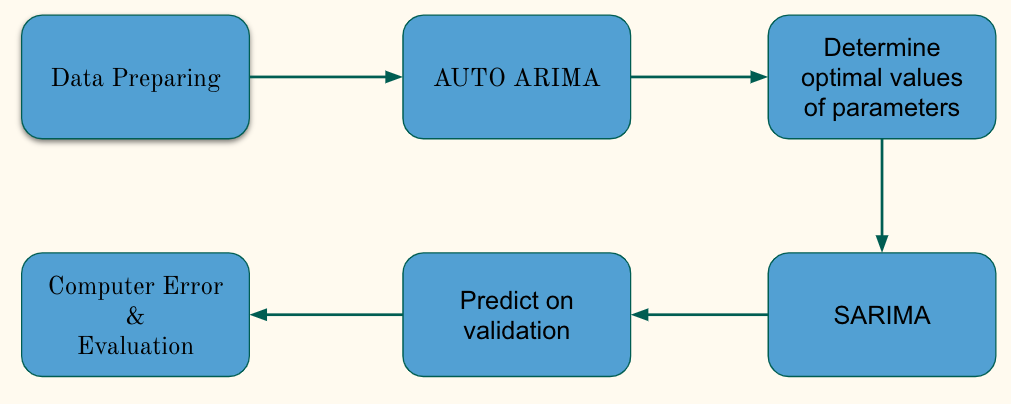 Data Preparing
AUTO ARIMA
Determine
optimal values
of parameters
SARIMA
Predict on
validation
Computer Error
&
Evaluation